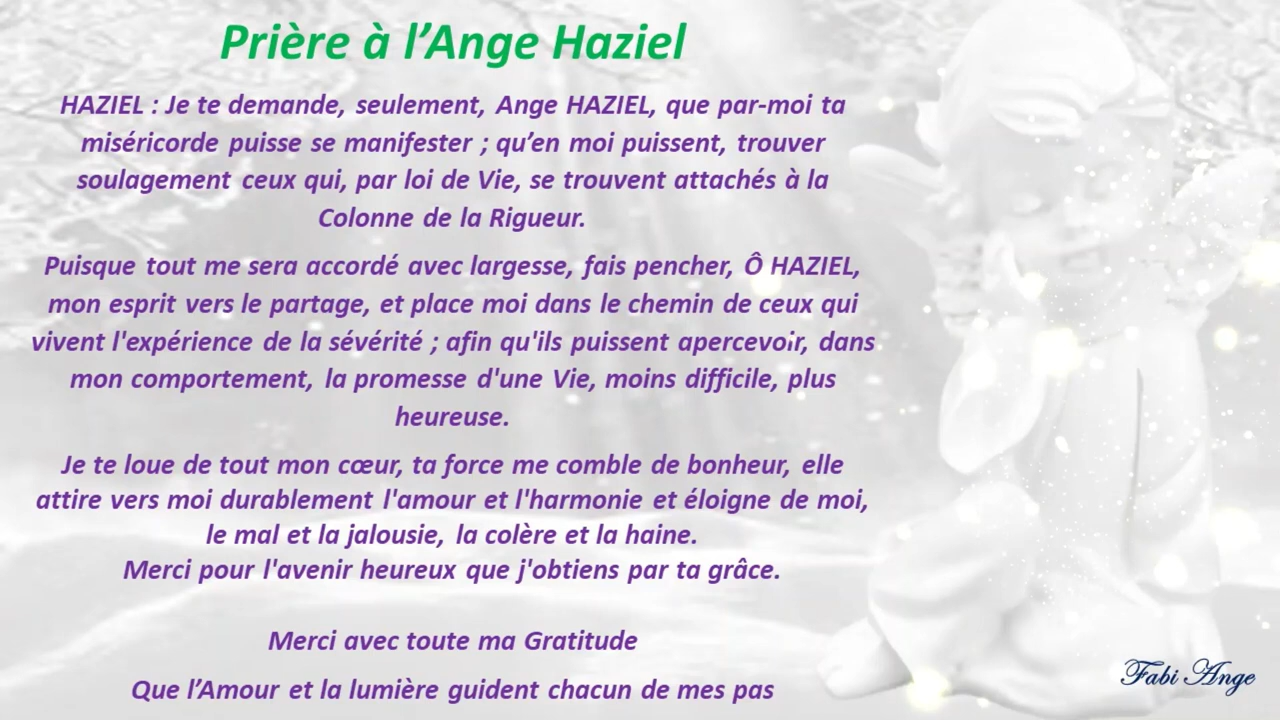 Prière à l’Ange Haziel
HAZIEL : Je te demande, seulement, Ange HAZIEL, que par-moi ta
miséricorde puisse se manifester ; qu’en moi puissent, trouver
soulagement ceux qui, par loi de Vie, se trouvent attachés à la
Colonne de la Rigueur.
Puisque tout me sera accordé avec largesse, fais pencher, Ô HAZIEL,
mon esprit vers le partage, et place moi dans le chemin de ceux qui
vivent l'expérience de la sévérité ; afin qu'ils puissent apercevoir, dans
mon comportement, la promesse d'une Vie, moins difficile, plus
heureuse.
Je te loue de tout mon cœur, ta force me comble de bonheur, elle
attire vers moi durablement l'amour et l'harmonie et éloigne de moi,
le mal et la jalousie, la colère et la haine.
Merci pour l'avenir heureux que j'obtiens par ta grâce.
Merci avec toute ma Gratitude
Que l’Amour et la lumière guident chacun de mes pas
Fabi Ange